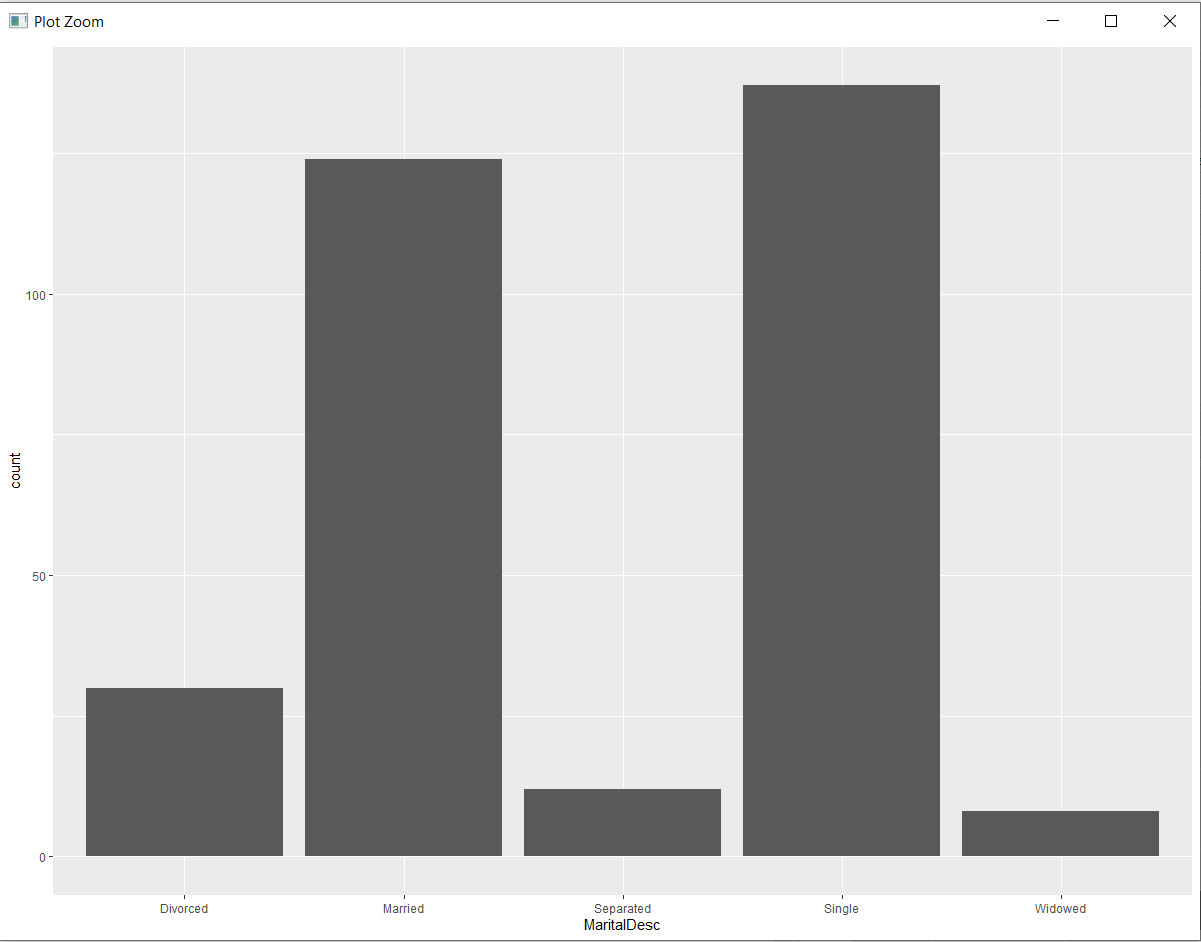 Plot Zoom
100
50
0
count
Divorced Married Separated Single Widowed
MaritalDesc